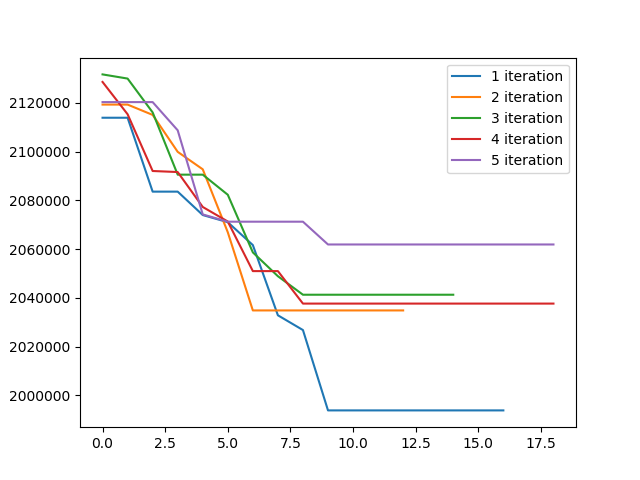 1 iteration
2 iteration
3 iteration
4 iteration
5 iteration
2120000
2100000
2080000
2060000
2040000
2020000
2000000
0.0 2.5 5.0 7.5 10.0 12.5 15.0 17.5